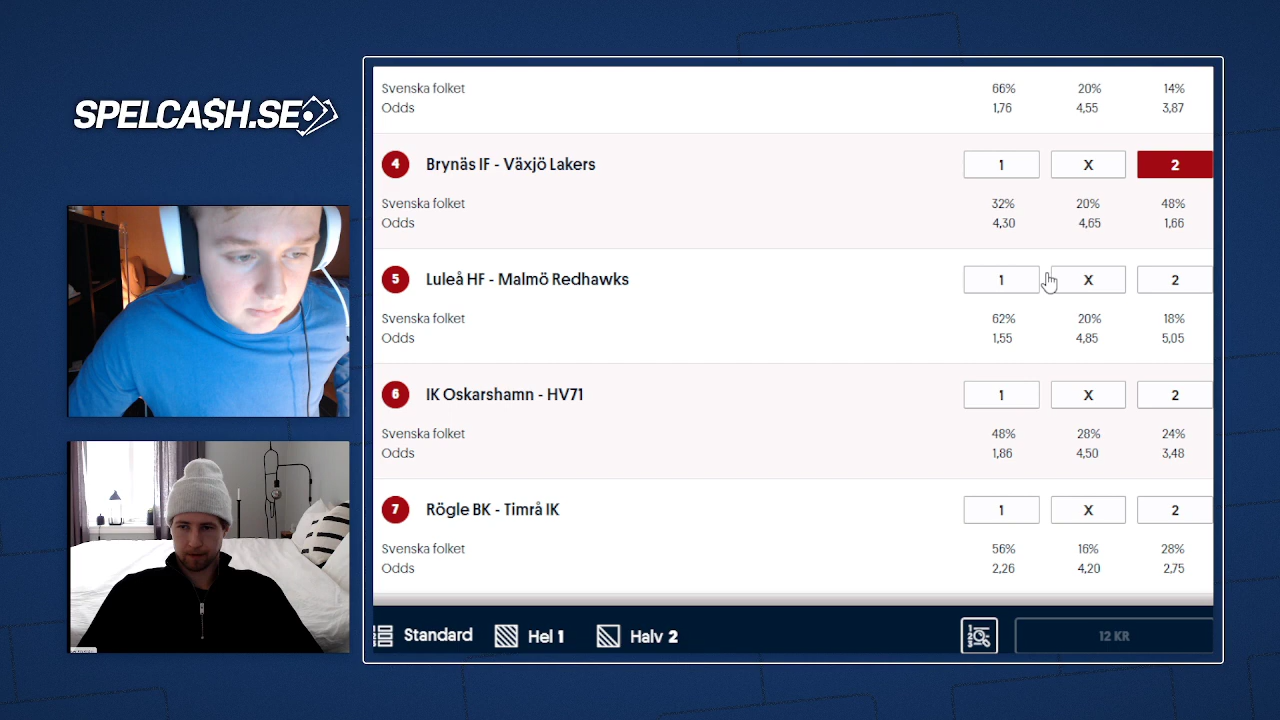 SPELCA$H.SE
Svenska folket 66% 20% 14%
Odds 1,76 4,55 3,87
4 Brynäs IF - Växjö Lakers 1 X 2
Svenska folket 32% 20% 48%
Odds 4,30 4,65 1,66
5 Luleå HF - Malmö Redhawks 1 X 2
Svenska folket 62% 20% 18%
Odds 1,55 4,85 5,05
6 IK Oskarshamn - HV71 1 X 2
Svenska folket 48% 28% 24%
Odds 1,86 4,50 3,48
7 Rögle BK - Timrå IK 1 X 2
Svenska folket 56% 16% 28%
Odds 2,26 4,20 2,75
Standard Hel 1 Halv 2 12 KR